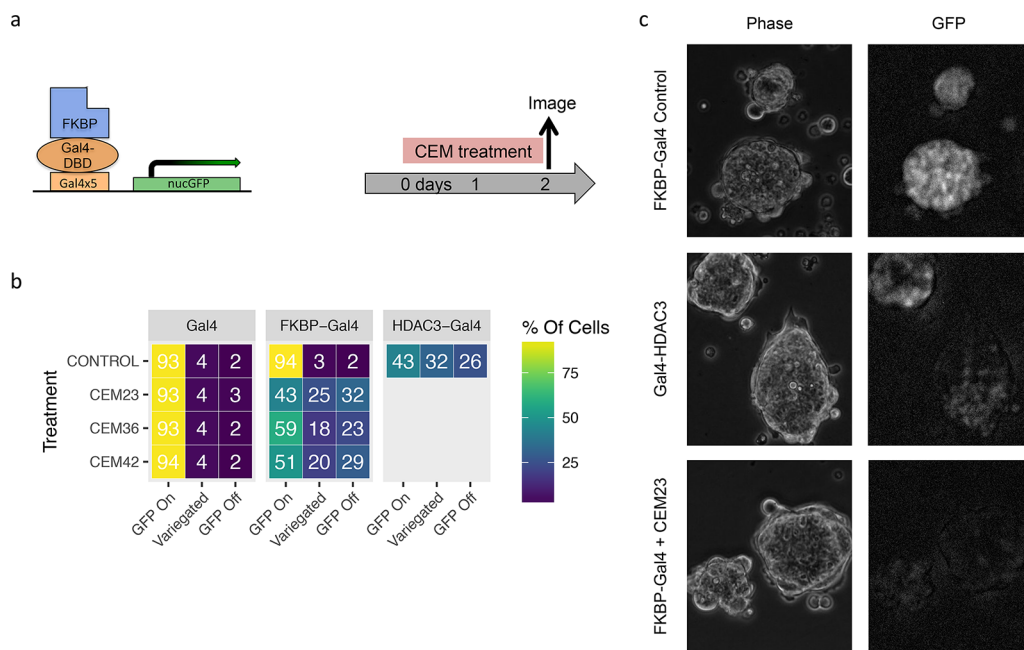 a
FKBP
Gal4-
DBD
Gal4x5
nucGFP
Image
CEM treatment
0 days 1 2
b
Gal4 FKBP–Gal4 HDAC3–Gal4
CONTROL 93 4 2 94 3 2 43 32 26
CEM23 93 4 3 43 25 32
CEM36 93 4 2 59 18 23
CEM42 94 4 2 51 20 29
Treatment
GFP On Variegated GFP Off GFP On Variegated GFP Off GFP On Variegated GFP Off
% Of Cells
75
50
25
c
Phase GFP
FKBP-Gal4 Control
Gal4-HDAC3
FKBP-Gal4 + CEM23